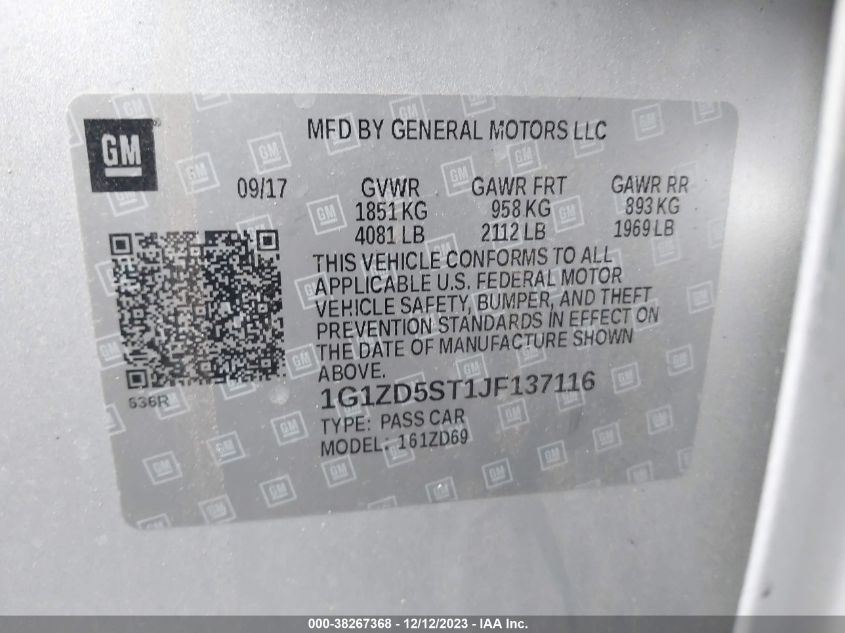 GM
MFD BY GENERAL MOTORS LLC
09/17 GVWR GAWR FRT GAWR RR
1851 KG 958 KG 893 KG
4081 LB 2112 LB 1969 LB
THIS VEHICLE CONFORMS TO ALL
APPLICABLE U.S. FEDERAL MOTOR
VEHICLE SAFETY, BUMPER, AND THEFT
PREVENTION STANDARDS IN EFFECT ON
THE DATE OF MANUFACTURE SHOWN
ABOVE.
636R
1G1ZD5ST1JF137116
TYPE: PASS CAR
MODEL: 161ZD69
000-38267368 - 12/12/2023 - IAA Inc.